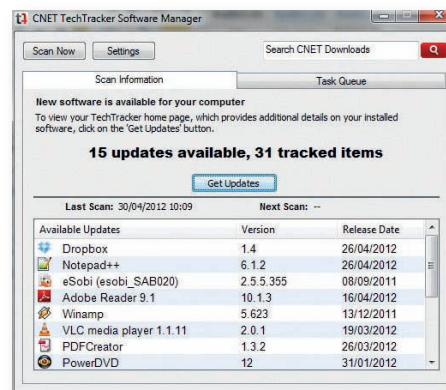 CNET TechTracker Software Manager
Scan Now Settings Search CNET Downloads
Scan Information Task Queue
New software is available for your computer
To view your TechTracker home page, which provides additional details on your installed
software, click on the 'Get Updates' button.
15 updates available, 31 tracked items
Get Updates
Last Scan: 30/04/2012 10:09 Next Scan: --
Available Updates Version Release Date
Dropbox 1.4 26/04/2012
Notepad++ 6.1.2 26/04/2012
eSobi (esobi_SAB020) 2.5.5.355 08/09/2011
Adobe Reader 9.1 10.1.3 16/04/2012
Winamp 5.623 13/12/2011
VLC media player 1.1.11 2.0.1 19/03/2012
PDFCreator 1.3.2 26/03/2012
PowerDVD 12 31/01/2012